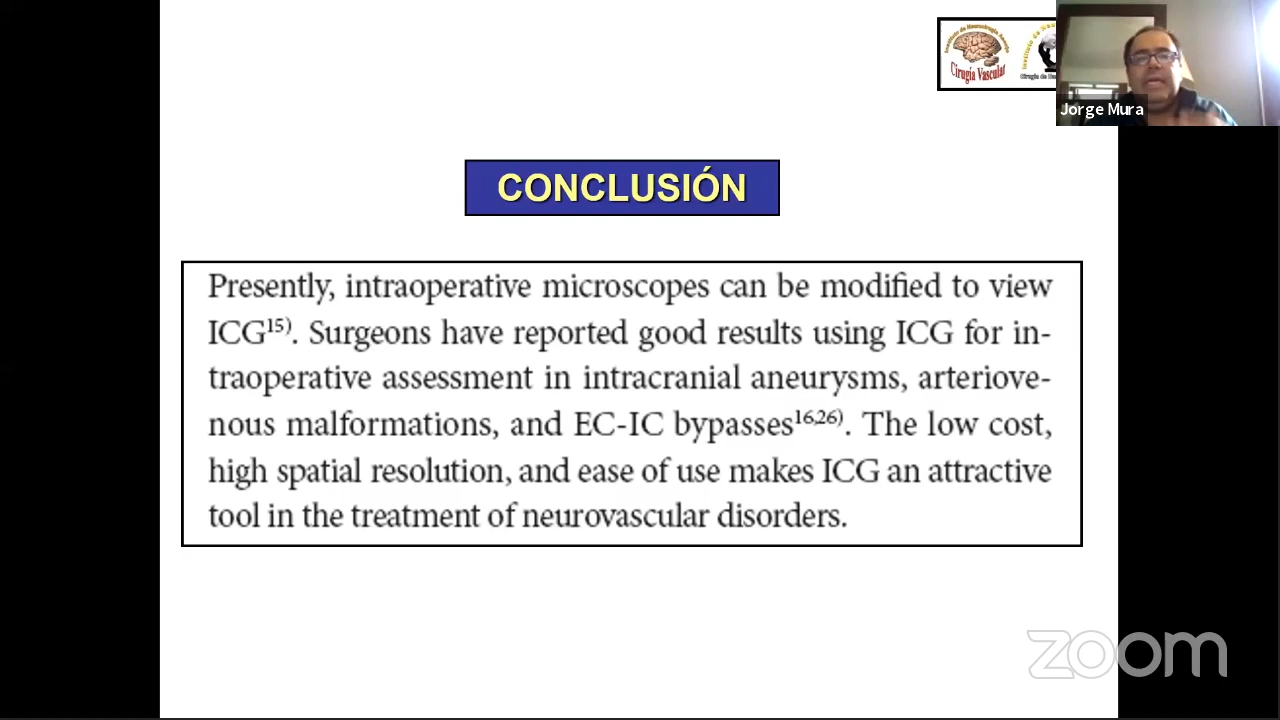 Instituto de Neurocirugía
Cirugía Vascular
Jorge Mura
CONCLUSIÓN
Presently, intraoperative microscopes can be modified to view
ICG¹⁵⁾. Surgeons have reported good results using ICG for in-
traoperative assessment in intracranial aneurysms, arteriove-
nous malformations, and EC-IC bypasses¹⁶,²⁶⁾. The low cost,
high spatial resolution, and ease of use makes ICG an attractive
tool in the treatment of neurovascular disorders.
zoom